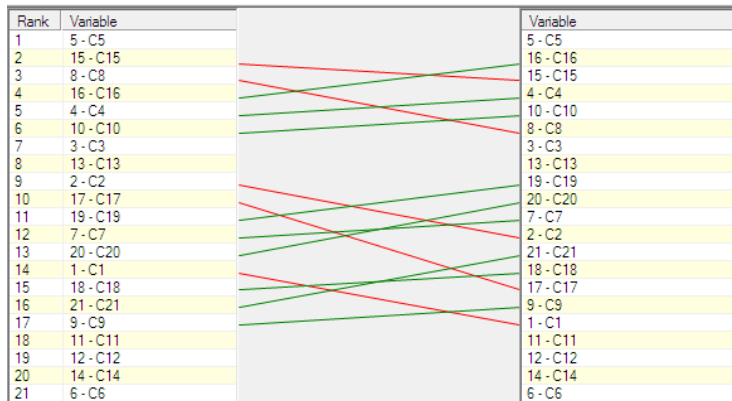 Rank Variable Variable
1 5 - C5 5 - C5
2 15 - C15 16 - C16
3 8 - C8 15 - C15
4 16 - C16 4 - C4
5 4 - C4 10 - C10
6 10 - C10 8 - C8
7 3 - C3 3 - C3
8 13 - C13 13 - C13
9 2 - C2 19 - C19
10 17 - C17 20 - C20
11 19 - C19 7 - C7
12 7 - C7 2 - C2
13 20 - C20 21 - C21
14 1 - C1 18 - C18
15 18 - C18 17 - C17
16 21 - C21 9 - C9
17 9 - C9 1 - C1
18 11 - C11 11 - C11
19 12 - C12 12 - C12
20 14 - C14 14 - C14
21 6 - C6 6 - C6